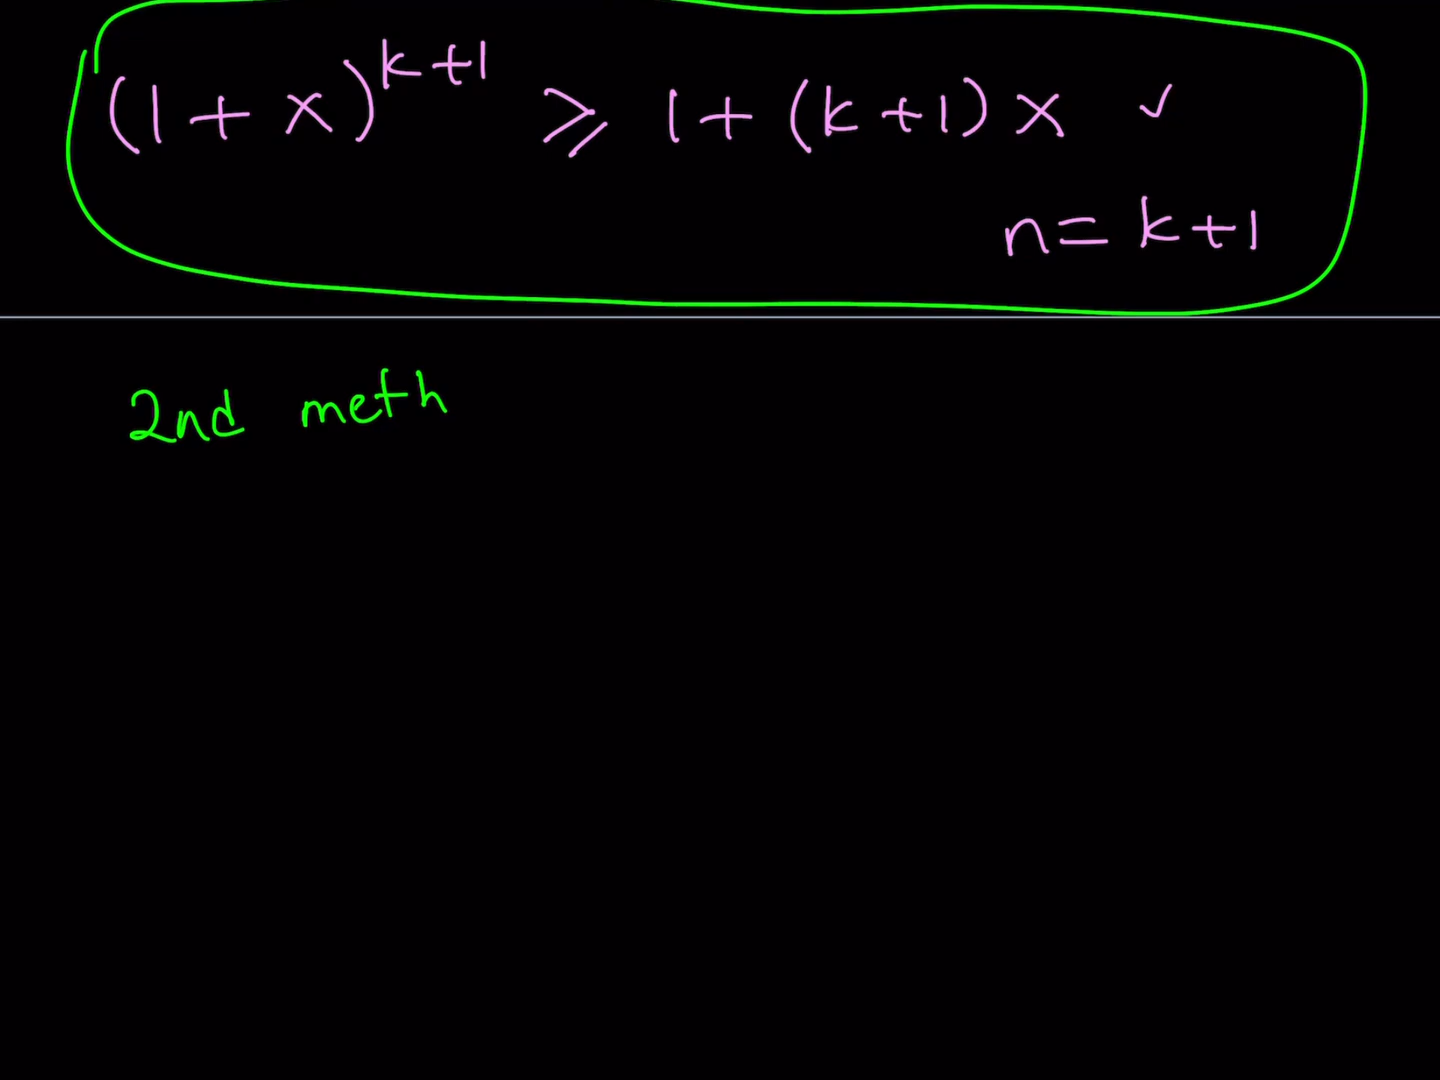 (1 + x)^{k+1} ⩾ 1 + (k+1) x ✓
n = k+1
2nd meth